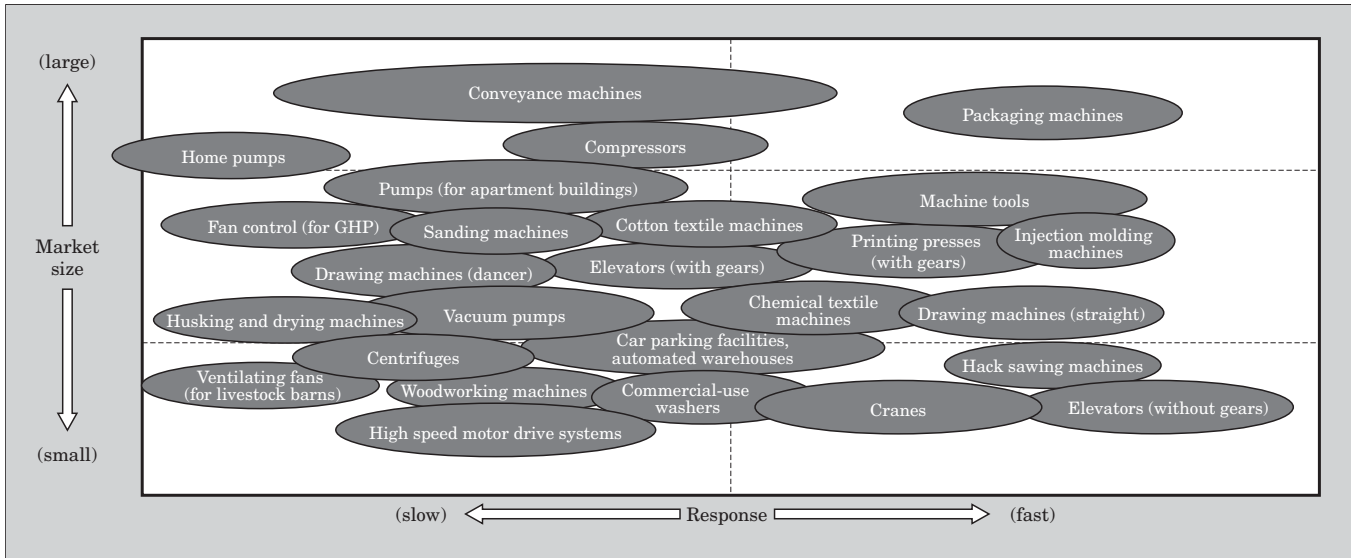 (large)
Conveyance machines
Packaging machines
Home pumps
Compressors
Pumps (for apartment buildings)
Machine tools
Fan control (for GHP)
Sanding machines
Cotton textile machines
Printing presses
(with gears)
Injection molding
machines
Market
size
Drawing machines (dancer)
Elevators (with gears)
Husking and drying machines
Vacuum pumps
Chemical textile
machines
Drawing machines (straight)
Centrifuges
Car parking facilities,
automated warehouses
Hack sawing machines
Ventilating fans
(for livestock barns)
Woodworking machines
Commercial-use
washers
Cranes
Elevators (without gears)
High speed motor drive systems
(small)
(slow)
Response
(fast)